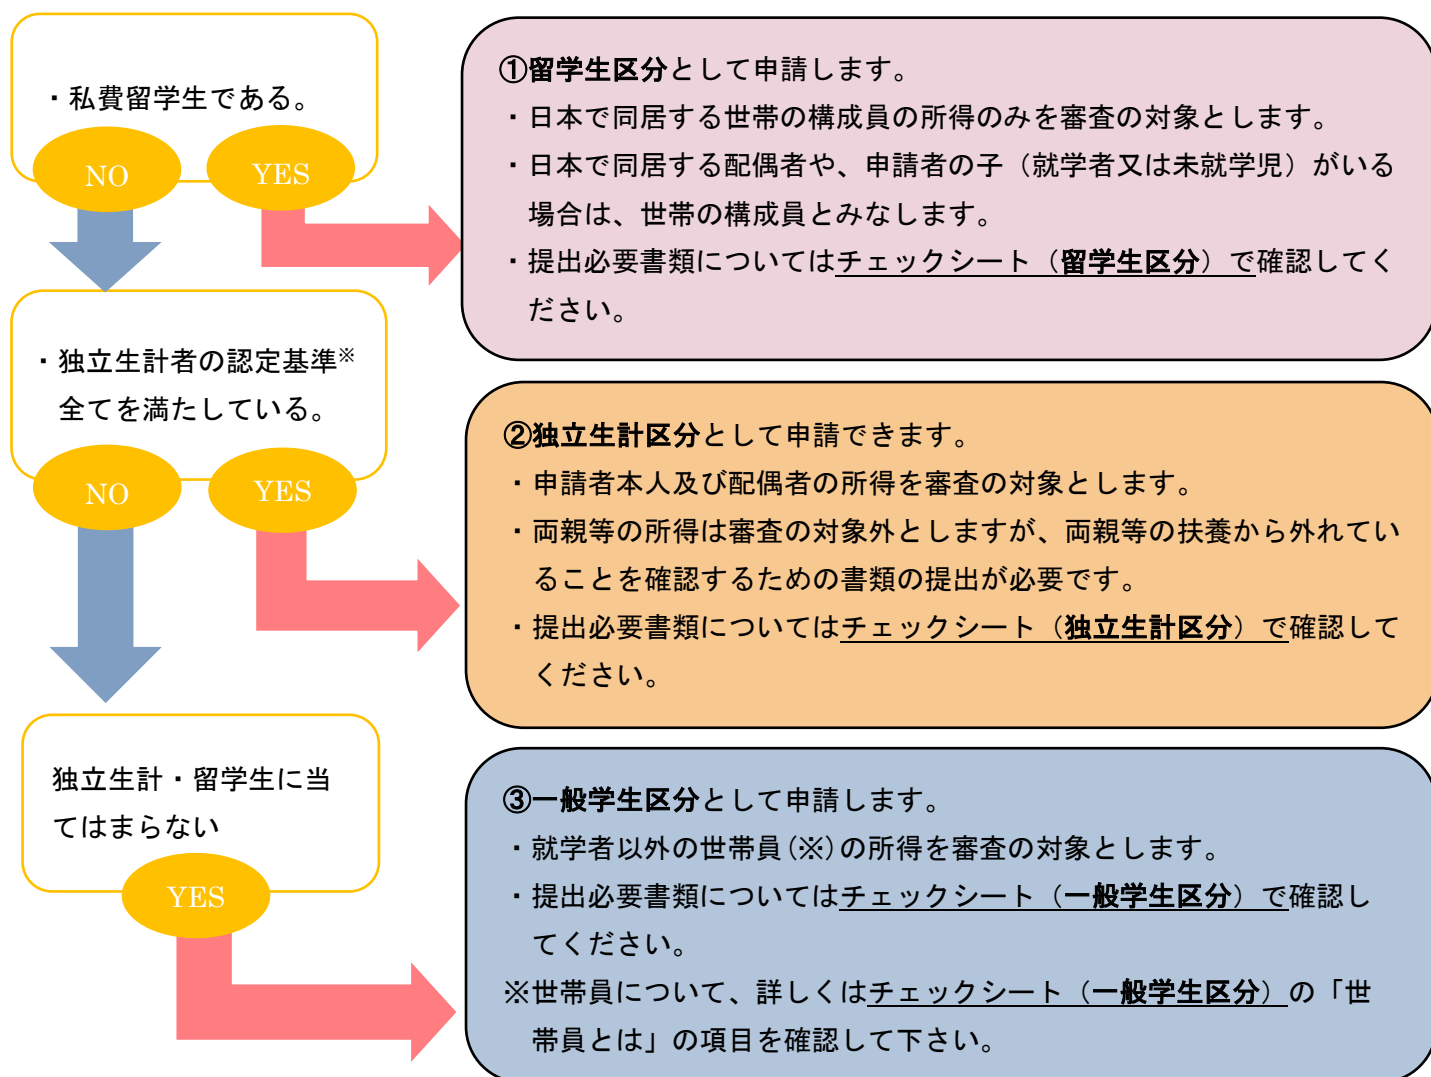 ・私費留学生である。
NO
YES
①留学生区分として申請します。
・日本で同居する世帯の構成員の所得のみを審査の対象とします。
・日本で同居する配偶者や、申請者の子（就学者又は未就学児）がいる
場合は、世帯の構成員とみなします。
・提出必要書類についてはチェックシート（留学生区分）で確認してく
ださい。
・独立生計者の認定基準※
全てを満たしている。
NO
YES
②独立生計区分として申請できます。
・申請者本人及び配偶者の所得を審査の対象とします。
・両親等の所得は審査の対象外としますが、両親等の扶養から外れてい
ることを確認するための書類の提出が必要です。
・提出必要書類についてはチェックシート（独立生計区分）で確認して
ください。
独立生計・留学生に当
てはまらない
YES
③一般学生区分として申請します。
・就学者以外の世帯員(※)の所得を審査の対象とします。
・提出必要書類についてはチェックシート（一般学生区分）で確認し
てください。
※世帯員について、詳しくはチェックシート（一般学生区分）の「世
帯員とは」の項目を確認して下さい。